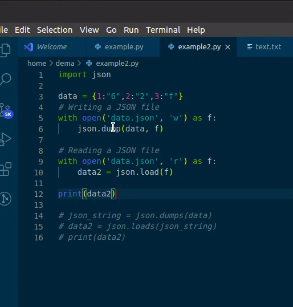 File Edit Selection View Go Run Terminal Help
Welcome
example.py
example2.py ×
text.txt
home > dema > example2.py
1 import json
2
3 data = {1:"6",2:"2",3:"f"}
4 # Writing a JSON file
5 with open('data.json', 'w') as f:
6     json.dump(data, f)
7
8 # Reading a JSON file
9 with open('data.json', 'r') as f:
10     data2 = json.load(f)
11
12 print(data2)
13
14 # json_string = json.dumps(data)
15 # data2 = json.loads(json_string)
16 # print(data2)
5K